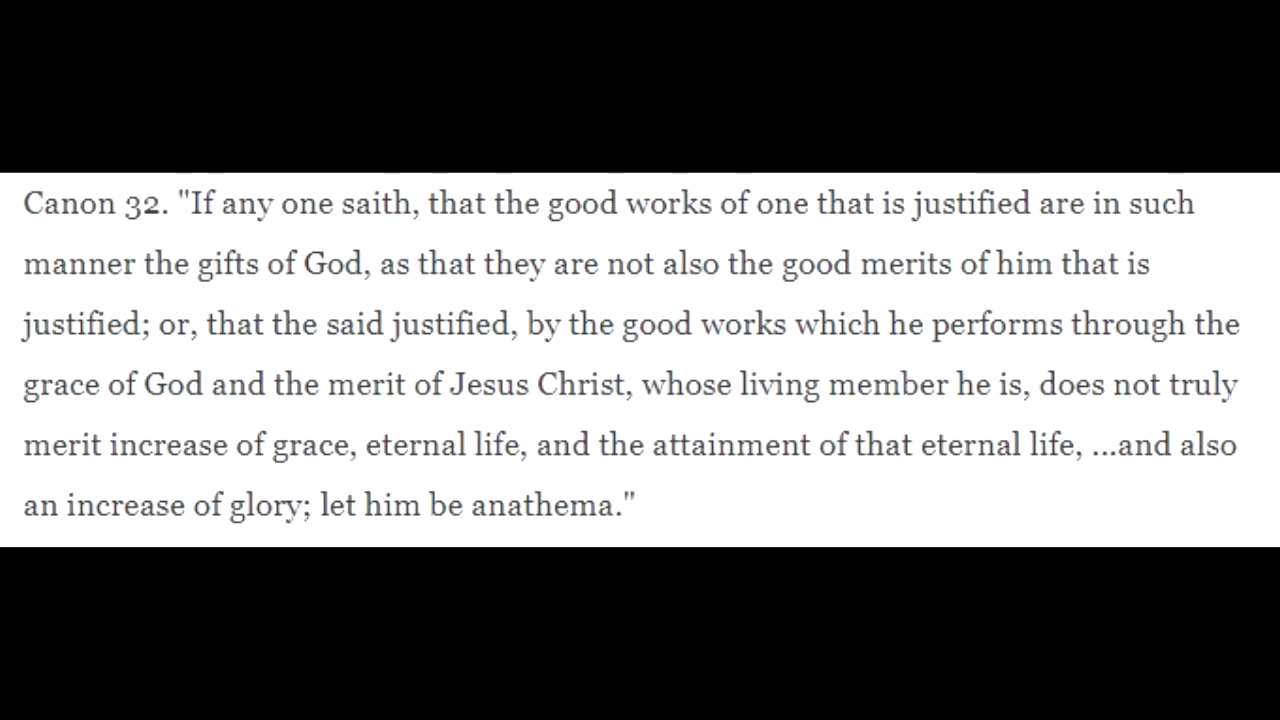 Canon 32. "If any one saith, that the good works of one that is justified are in such
manner the gifts of God, as that they are not also the good merits of him that is
justified; or, that the said justified, by the good works which he performs through the
grace of God and the merit of Jesus Christ, whose living member he is, does not truly
merit increase of grace, eternal life, and the attainment of that eternal life, ...and also
an increase of glory; let him be anathema."